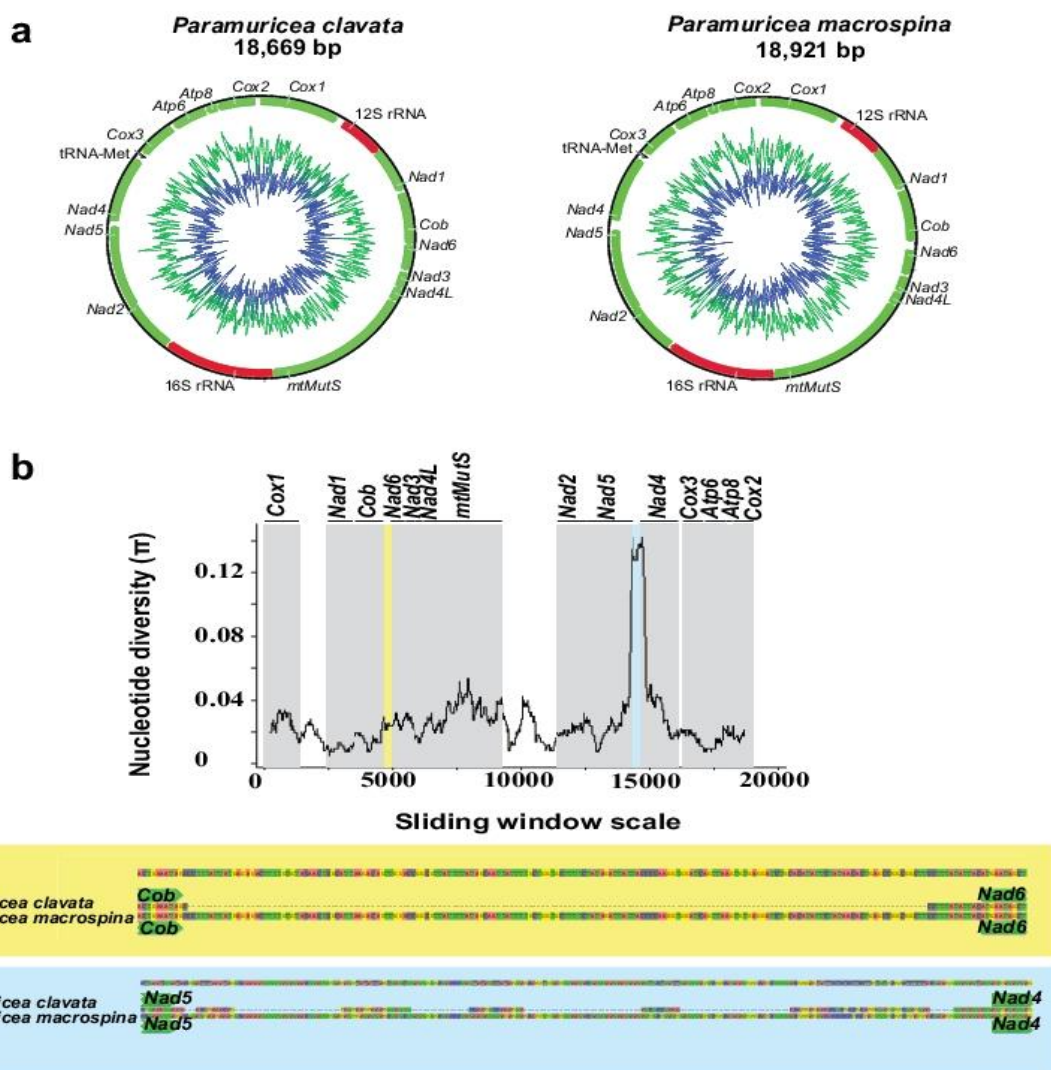 a
Paramuricea clavata
18,669 bp
Cox2
Cox1
Atp8
Atp6
12S rRNA
Cox3
tRNA-Met
Nad1
Nad4
Cob
Nad5
Nad6
Nad3
Nad4L
Nad2
16S rRNA
mtMutS
Paramuricea macrospina
18,921 bp
Cox2
Cox1
Atp8
Atp6
12S rRNA
Cox3
tRNA-Met
Nad1
Nad4
Cob
Nad5
Nad6
Nad3
Nad4L
Nad2
16S rRNA
mtMutS
b
Cox1
Nad1
Cob
Nad6
Nad3
Nad4L
mtMutS
Nad2
Nad5
Nad4
Cox3
Atp6
Atp8
Cox2
Nucleotide diversity (π)
0.12
0.08
0.04
0
0 5000 10000 15000 20000
Sliding window scale
Cob Nad6
cea clavata
cea macrospina
Cob Nad6
Nad5 Nad4
icea clavata
icea macrospina
Nad5 Nad4